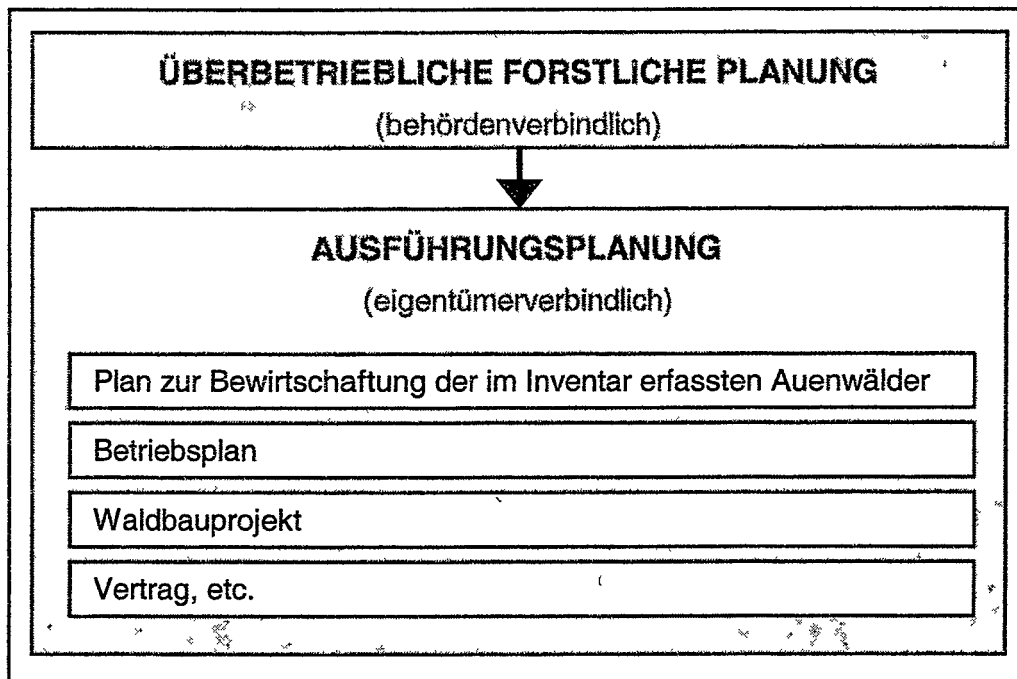 ÜBERBETRIEBLICHE FORSTLICHE PLANUNG
(behördenverbindlich)
AUSFÜHRUNGSPLANUNG
(eigentümerverbindlich)
Plan zur Bewirtschaftung der im Inventar erfassten Auenwälder
Betriebsplan
Waldbauprojekt
Vertrag, etc.